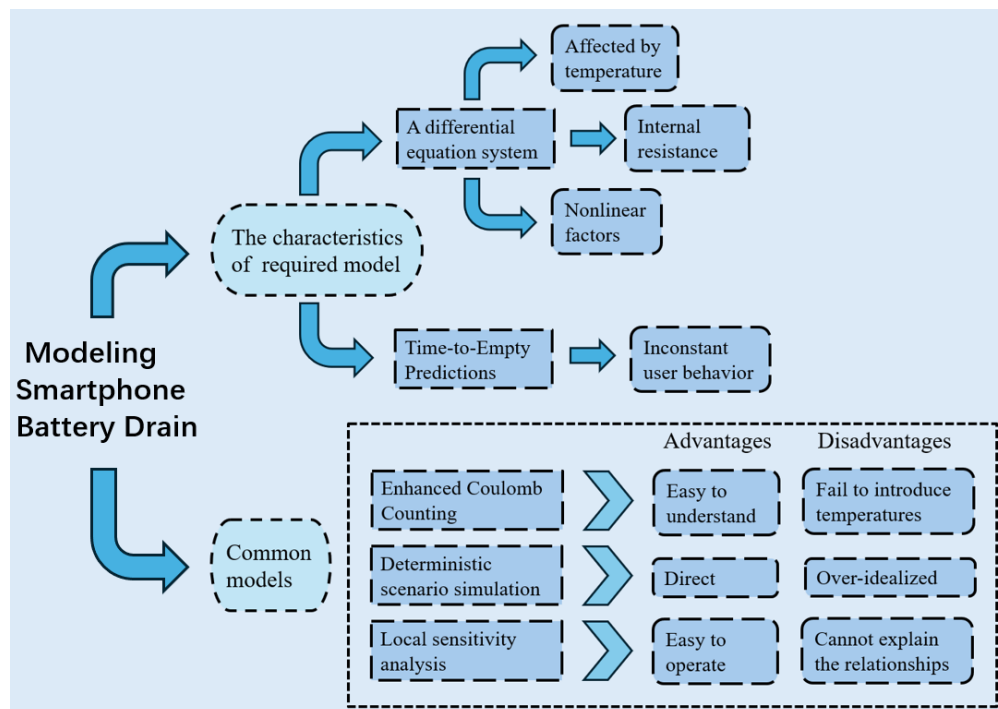 Modeling
Smartphone
Battery Drain
The characteristics
of required model
A differential
equation system
Affected by
temperature
Internal
resistance
Nonlinear
factors
Time-to-Empty
Predictions
Inconstant
user behavior
Common
models
Advantages
Disadvantages
Enhanced Coulomb
Counting
Easy to
understand
Fail to introduce
temperatures
Deterministic
scenario simulation
Direct
Over-idealized
Local sensitivity
analysis
Easy to
operate
Cannot explain
the relationships